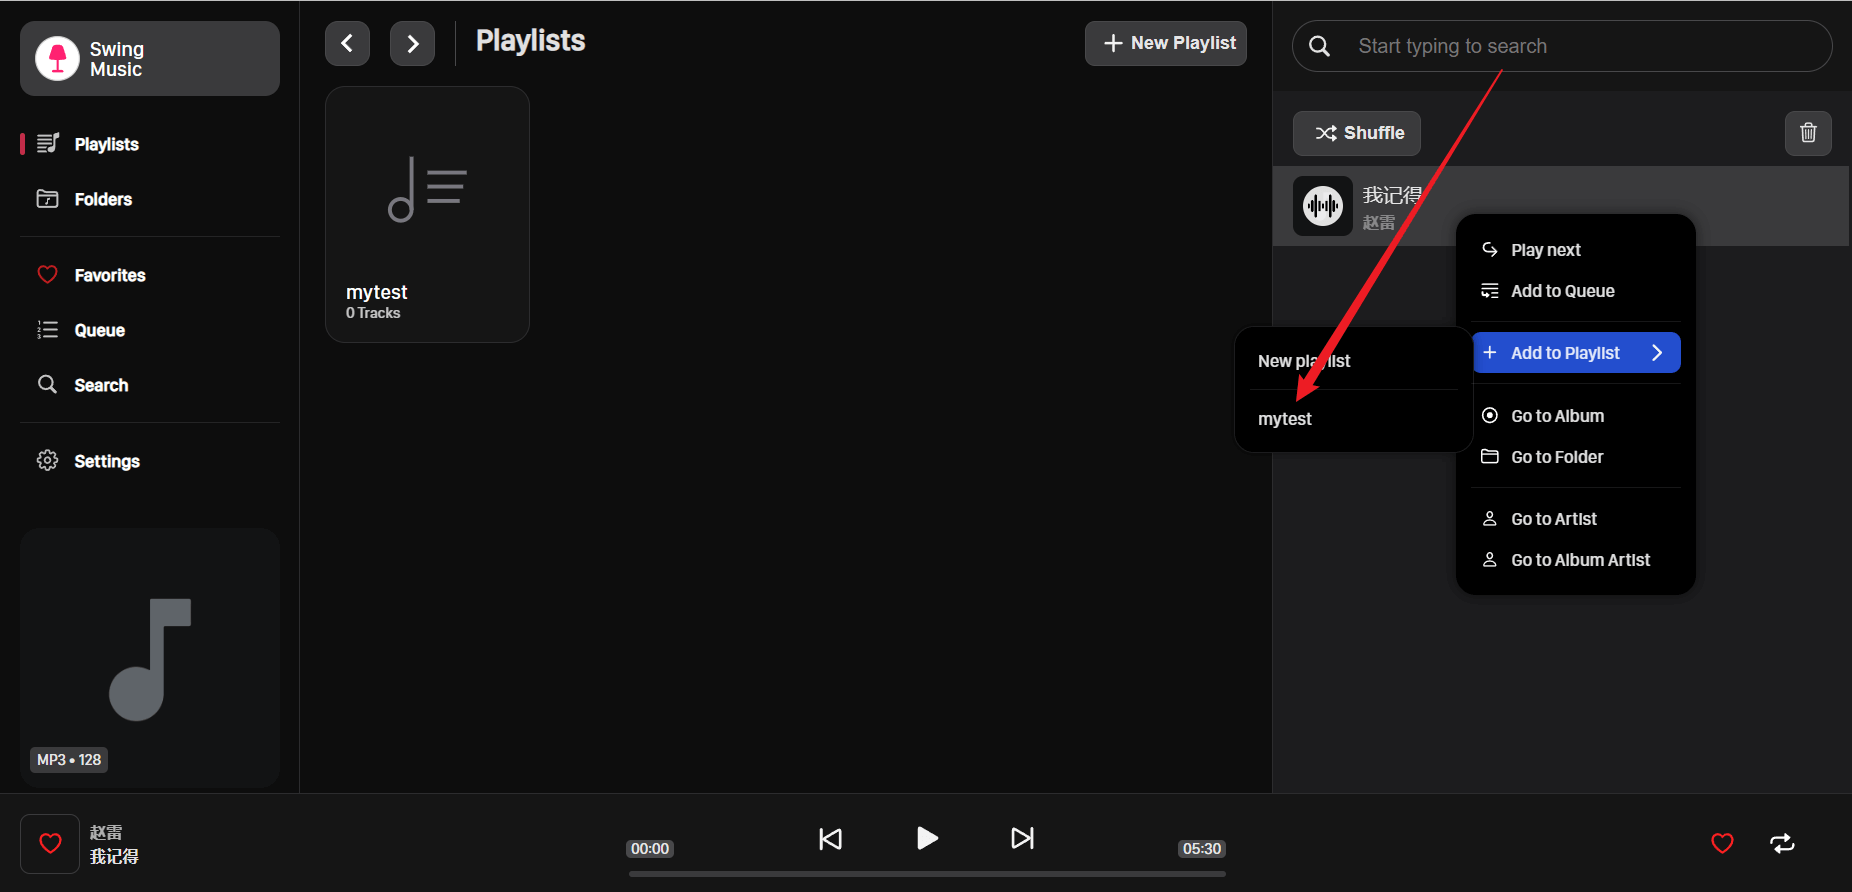 Swing
Music
Playlists
Folders
Favorites
Queue
Search
Settings
MP3 • 128
Playlists
New Playlist
mytest
0 Tracks
Start typing to search
Shuffle
我记得
赵雷
Play next
Add to Queue
Add to Playlist
Go to Album
Go to Folder
Go to Artist
Go to Album Artist
New playlist
mytest
赵雷
我记得
00:00
05:30